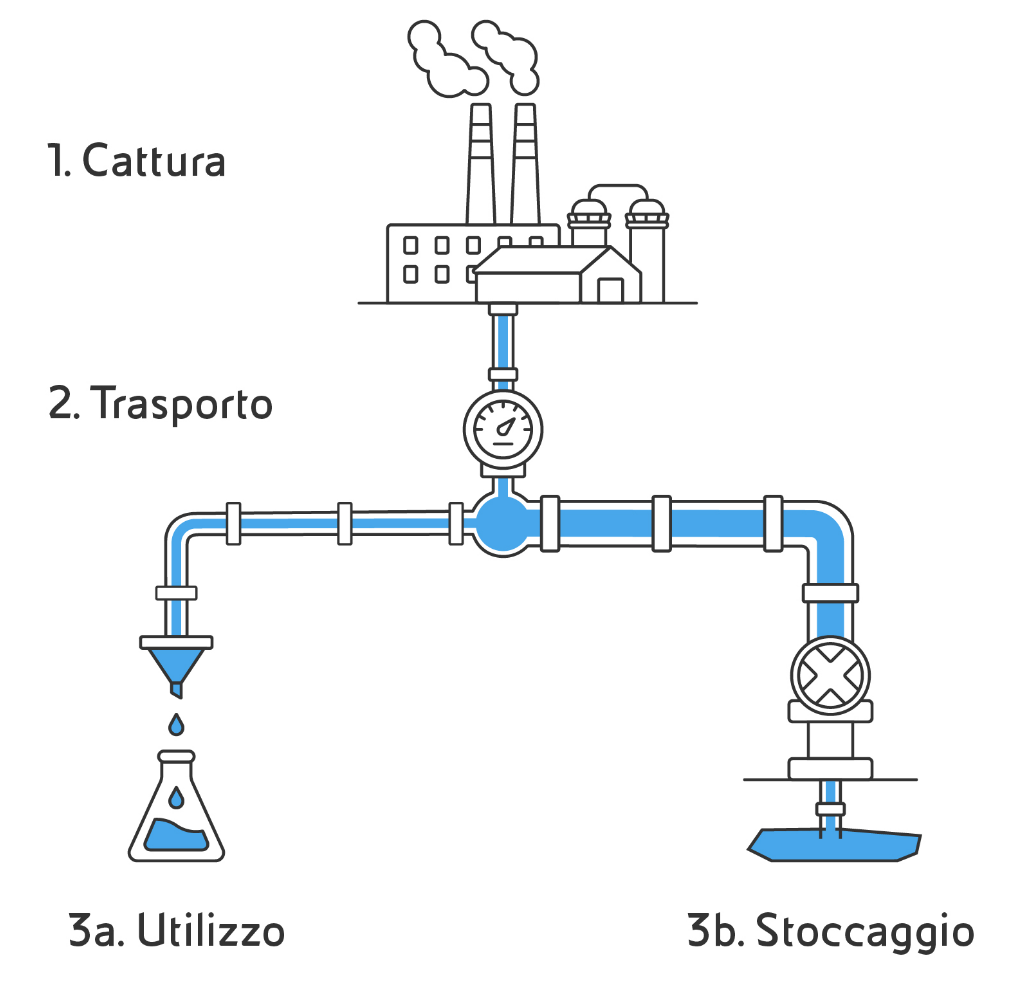 1. Cattura
2. Trasporto
3a. Utilizzo
3b. Stoccaggio